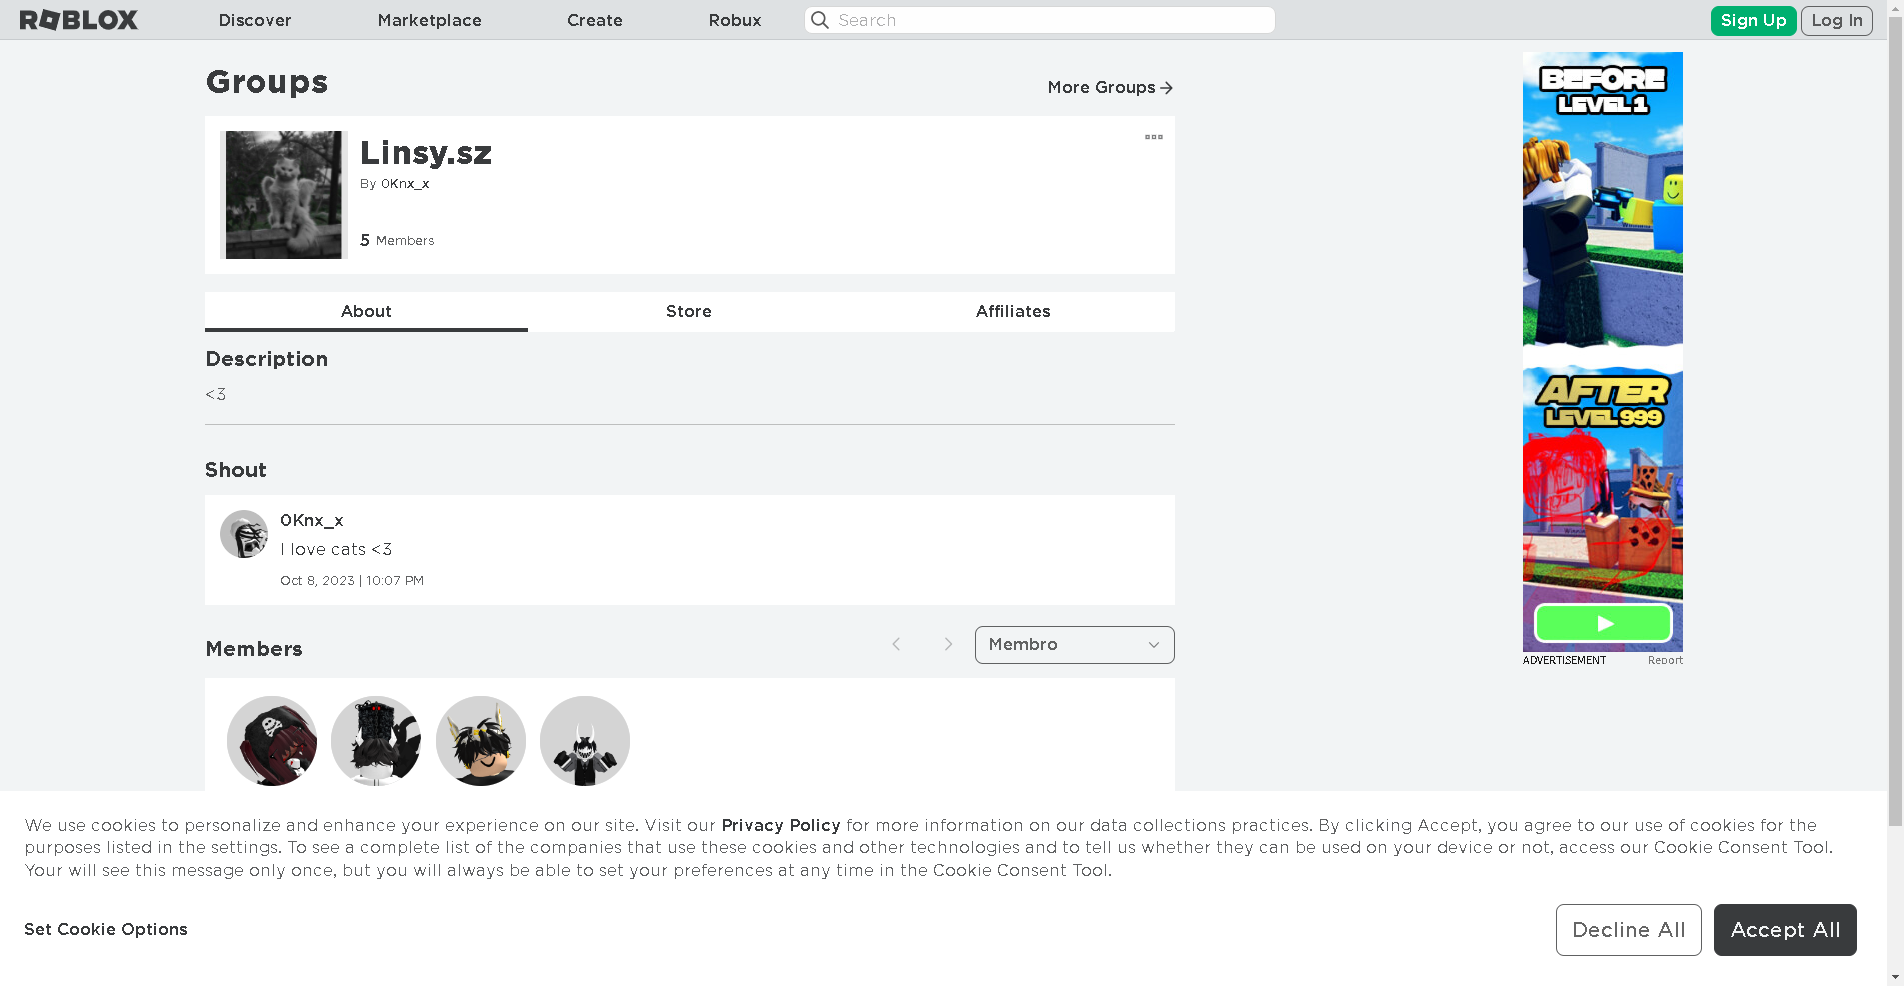 ROBLOX
Discover
Marketplace
Create
Robux
Search
Sign Up
Log In
Groups
More Groups
Linsy.sz
By 0Knx_x
5 Members
About
Store
Affiliates
Description
<3
Shout
0Knx_x
I love cats <3
Oct 8, 2023 | 10:07 PM
Members
Membro
BEFORE
LEVEL 1
AFTER
LEVEL 999
ADVERTISEMENT
Report
We use cookies to personalize and enhance your experience on our site. Visit our Privacy Policy for more information on our data collections practices. By clicking Accept, you agree to our use of cookies for the
purposes listed in the settings. To see a complete list of the companies that use these cookies and other technologies and to tell us whether they can be used on your device or not, access our Cookie Consent Tool.
Your will see this message only once, but you will always be able to set your preferences at any time in the Cookie Consent Tool.
Set Cookie Options
Decline All
Accept All